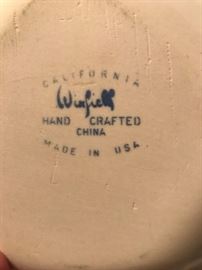 CALIFORNIA
Winfield
HAND CRAFTED
CHINA
MADE IN USA.